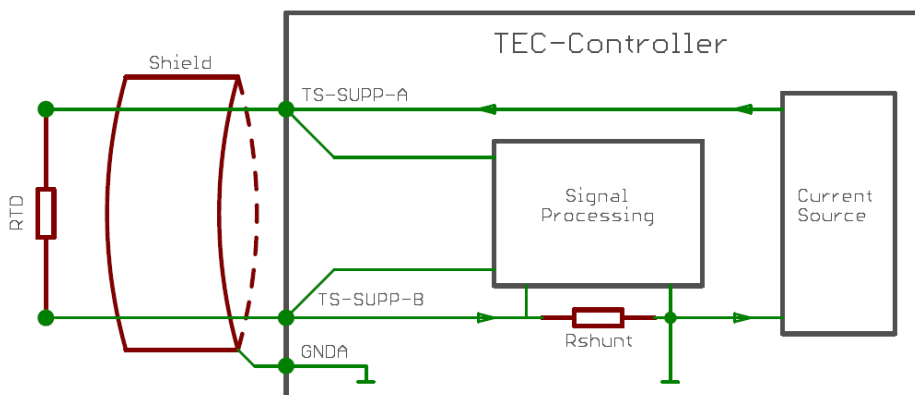 TEC-Controller
Shield
TS-SUPP-A
RTD
Signal
Processing
Current
Source
TS-SUPP-B
Rshunt
GNDA